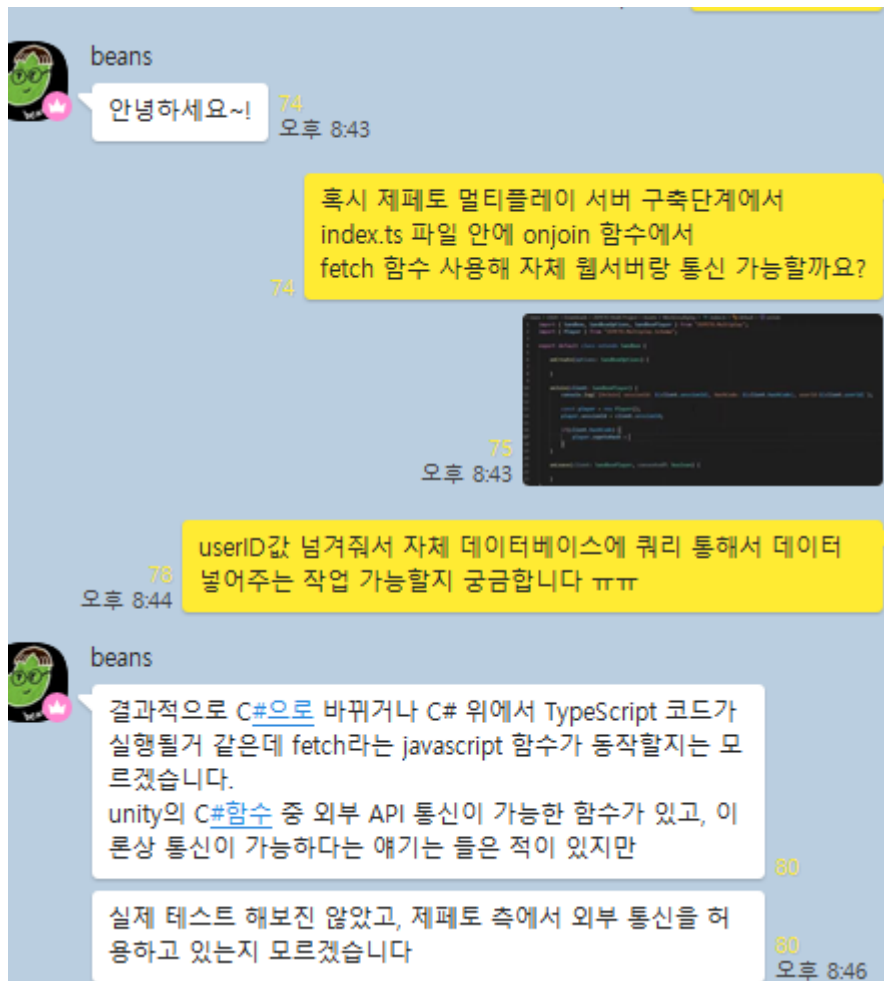 beans
안녕하세요~!
74
오후 8:43
혹시 제페토 멀티플레이 서버 구축단계에서
index.ts 파일 안에 onjoin 함수에서
fetch 함수 사용해 자체 웹서버랑 통신 가능할까요?
74
75
오후 8:43
userID값 넘겨줘서 자체 데이터베이스에 쿼리 통해서 데이터
넣어주는 작업 가능할지 궁금합니다 ㅠㅠ
78
오후 8:44
beans
결과적으로 C#으로 바뀌거나 C# 위에서 TypeScript 코드가
실행될거 같은데 fetch라는 javascript 함수가 동작할지는 모
르겠습니다.
unity의 C#함수 중 외부 API 통신이 가능한 함수가 있고, 이
론상 통신이 가능하다는 얘기는 들은 적이 있지만
80
실제 테스트 해보진 않았고, 제페토 측에서 외부 통신을 허
용하고 있는지 모르겠습니다
80
오후 8:46